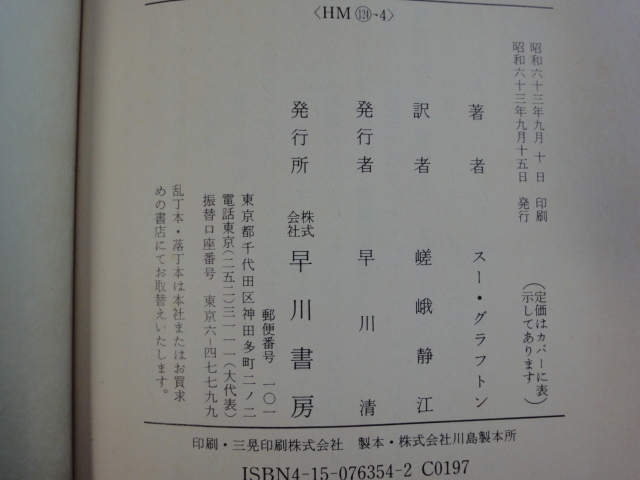 〈HM⑫④-4〉
昭和六十三年九月 十 日 印刷
昭和六十三年九月十五日 発行
(定価はカバーに表
示してあります)
著者 スー・グラフトン
訳者 嵯峨静江
発行者 早川 清
発行所 株式会社 早川書房
郵便番号 一〇一
東京都千代田区神田多町二ノ二
電話東京(二五二)三一一一(大代表)
振替口座番号 東京六-四七七九九
乱丁本・落丁本は本社またはお買求
めの書店にてお取替えいたします。
印刷・三晃印刷株式会社 製本・株式会社川島製本所
ISBN4-15-076354-2 C0197